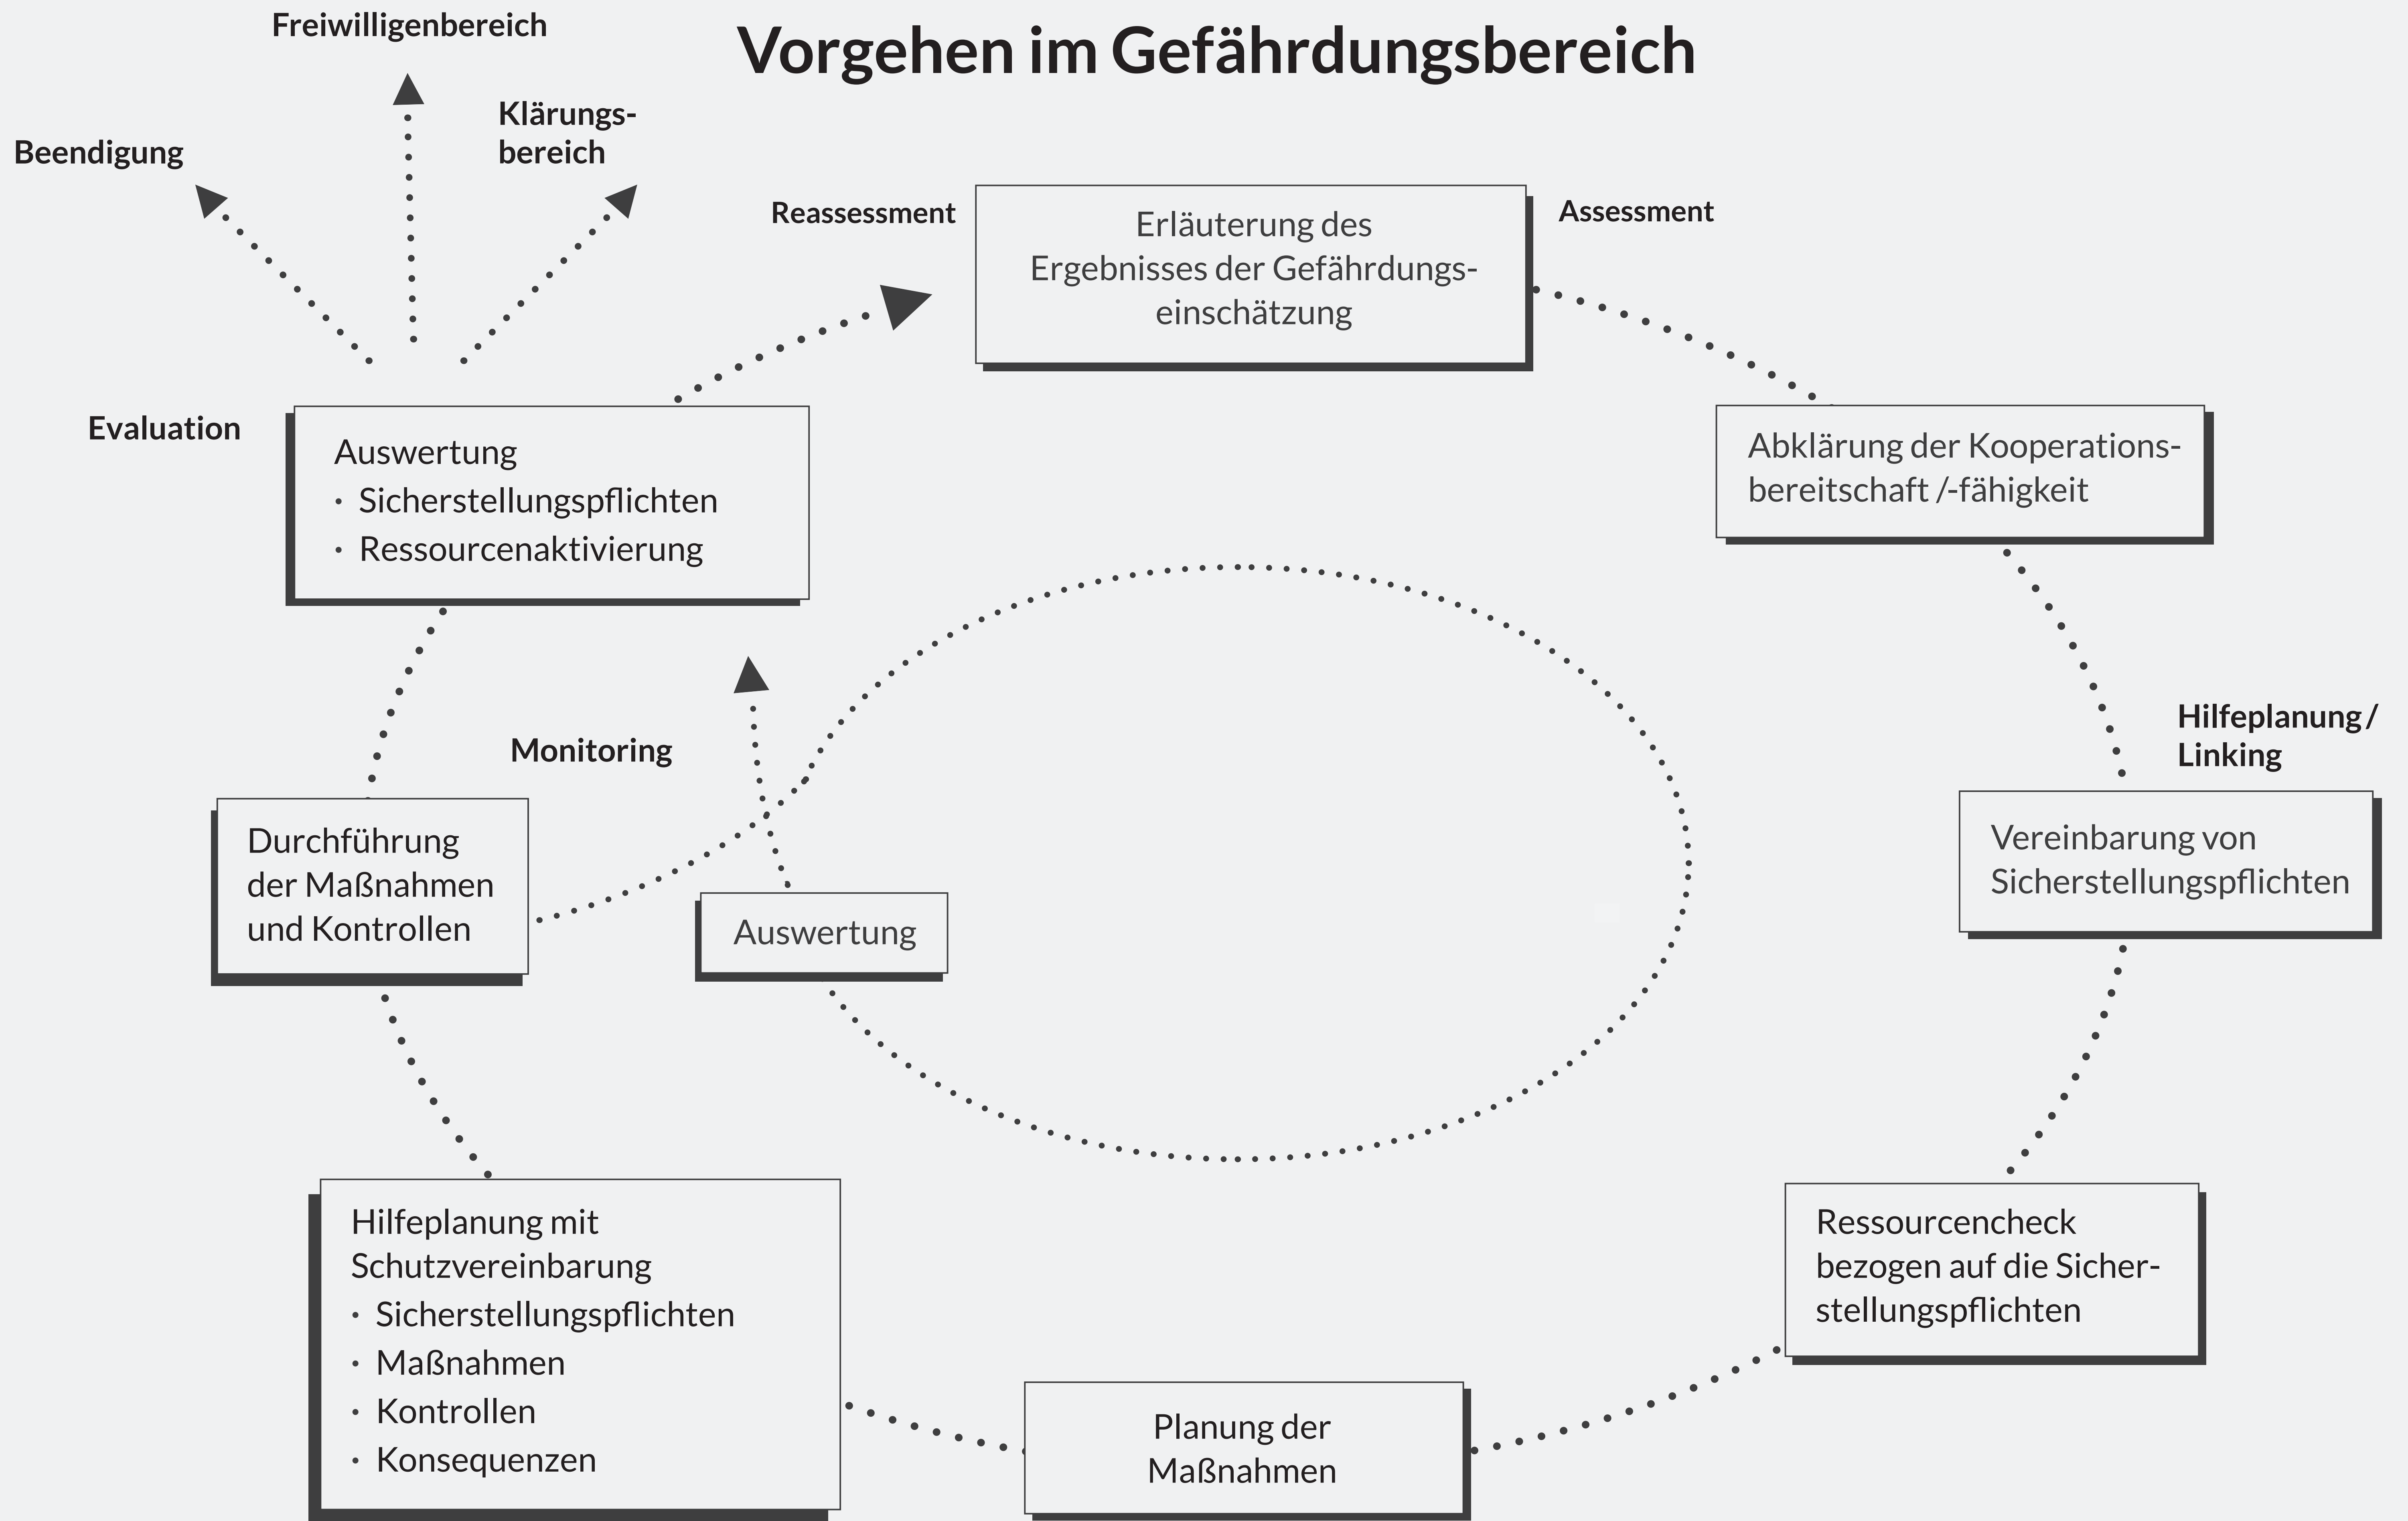 Freiwilligenbereich
Vorgehen im Gefährdungsbereich
Klärungs-
bereich
Beendigung
Reassessment
Erläuterung des
Ergebnisses der Gefährdungs-
einschätzung
Assessment
Evaluation
Auswertung
· Sicherstellungspflichten
· Ressourcenaktivierung
Abklärung der Kooperations-
bereitschaft /-fähigkeit
Hilfeplanung /
Linking
Monitoring
Durchführung
der Maßnahmen
und Kontrollen
Auswertung
Vereinbarung von
Sicherstellungspflichten
Hilfeplanung mit
Schutzvereinbarung
· Sicherstellungspflichten
· Maßnahmen
· Kontrollen
· Konsequenzen
Planung der
Maßnahmen
Ressourcencheck
bezogen auf die Sicher-
stellungspflichten